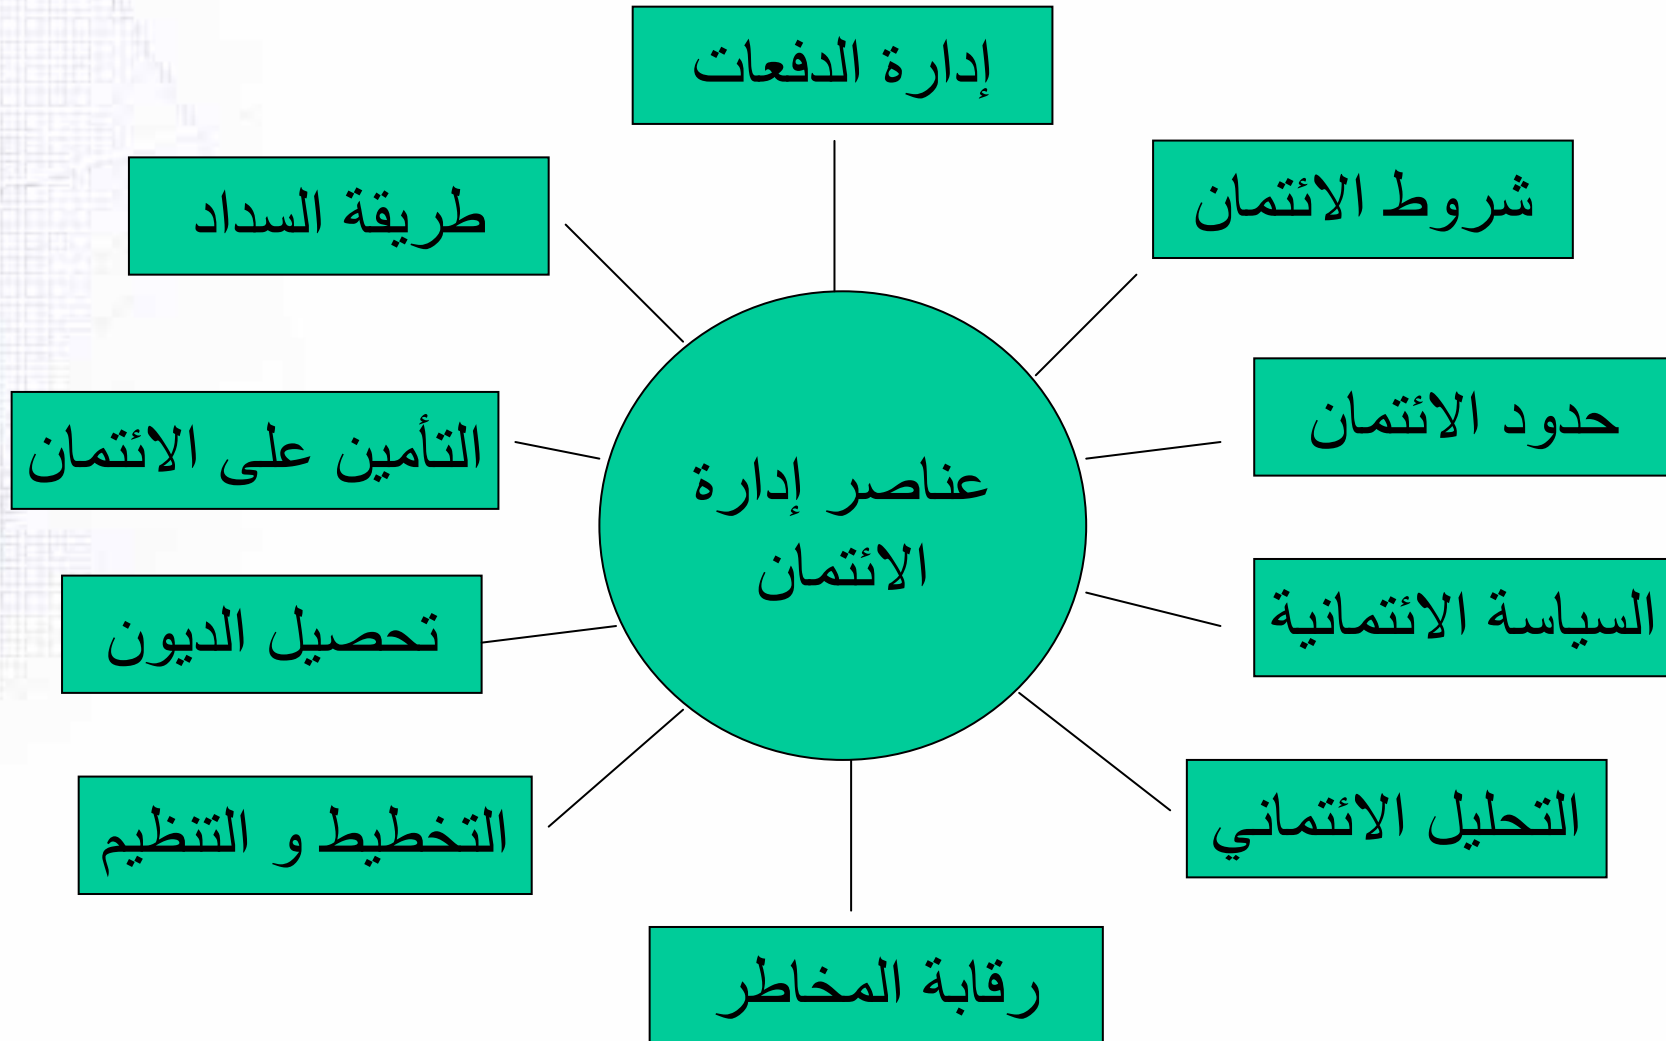 إدارة الدفعات
شروط الائتمان
طريقة السداد
حدود الائتمان
التأمين على الائتمان
عناصر إدارة
الائتمان
السياسة الائتمانية
تحصيل الديون
التحليل الائتماني
التخطيط و التنظيم
رقابة المخاطر